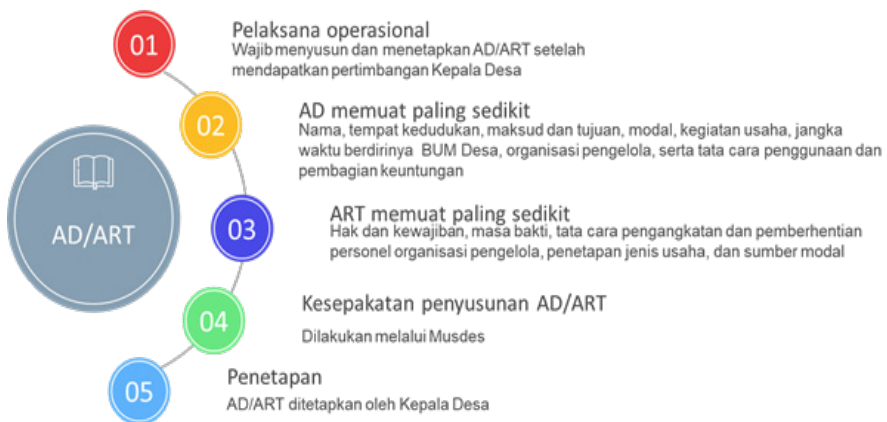 AD/ART
01
Pelaksana operasional
Wajib menyusun dan menetapkan AD/ART setelah
mendapatkan pertimbangan Kepala Desa
02
AD memuat paling sedikit
Nama, tempat kedudukan, maksud dan tujuan, modal, kegiatan usaha, jangka
waktu berdirinya BUM Desa, organisasi pengelola, serta tata cara penggunaan dan
pembagian keuntungan
03
ART memuat paling sedikit
Hak dan kewajiban, masa bakti, tata cara pengangkatan dan pemberhentian
personel organisasi pengelola, penetapan jenis usaha, dan sumber modal
04
Kesepakatan penyusunan AD/ART
Dilakukan melalui Musdes
05
Penetapan
AD/ART ditetapkan oleh Kepala Desa